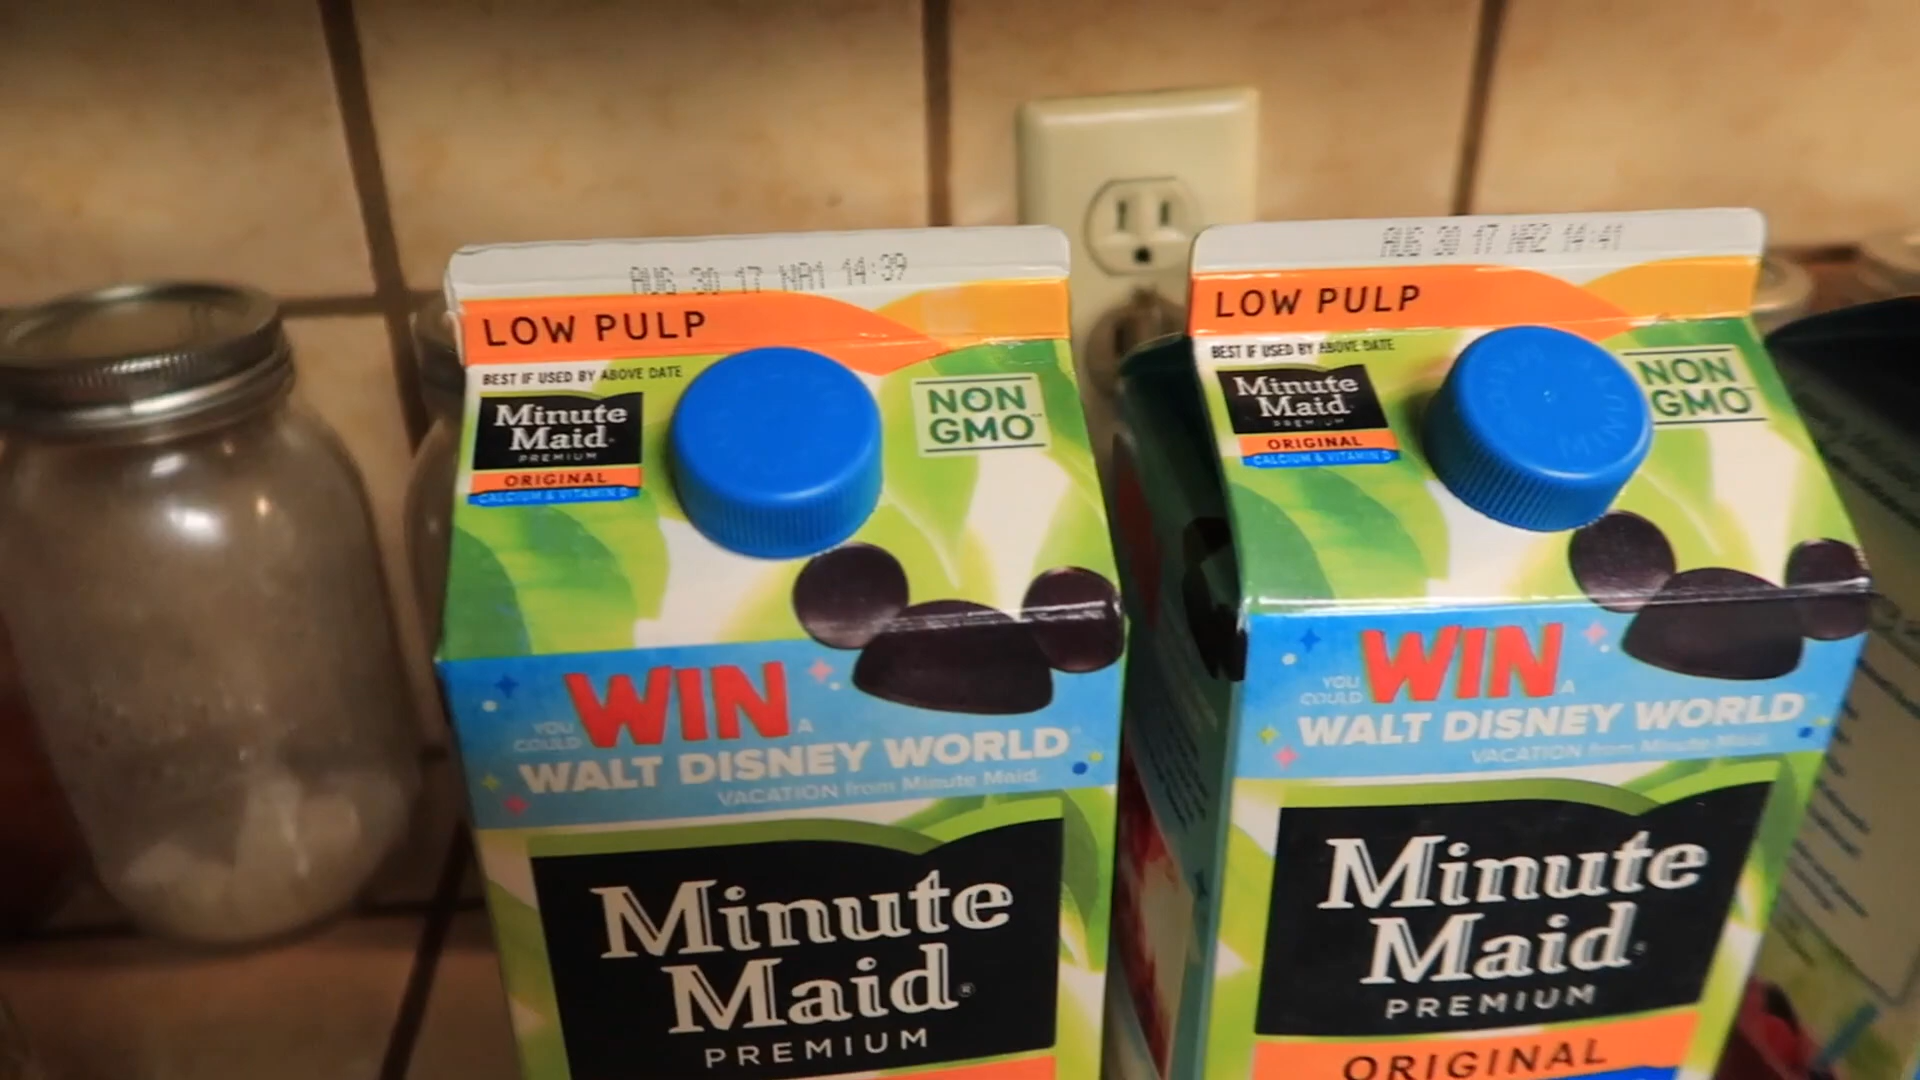 AUG 30 17 NA1 14:39
LOW PULP
BEST IF USED BY ABOVE DATE
Minute
Maid
PREMIUM
ORIGINAL
CALCIUM & VITAMIN D
NON
GMO
YOU
COULD
WIN
A
WALT DISNEY WORLD
VACATION from Minute Maid
Minute
Maid®
PREMIUM
AUG 30 17 NA2 14:41
LOW PULP
BEST IF USED BY ABOVE DATE
Minute
Maid
PREMIUM
ORIGINAL
CALCIUM & VITAMIN D
NON
GMO™
YOU
COULD
WIN
A
WALT DISNEY WORLD
VACATION from Minute Maid
Minute
Maid®
PREMIUM
ORIGINAL